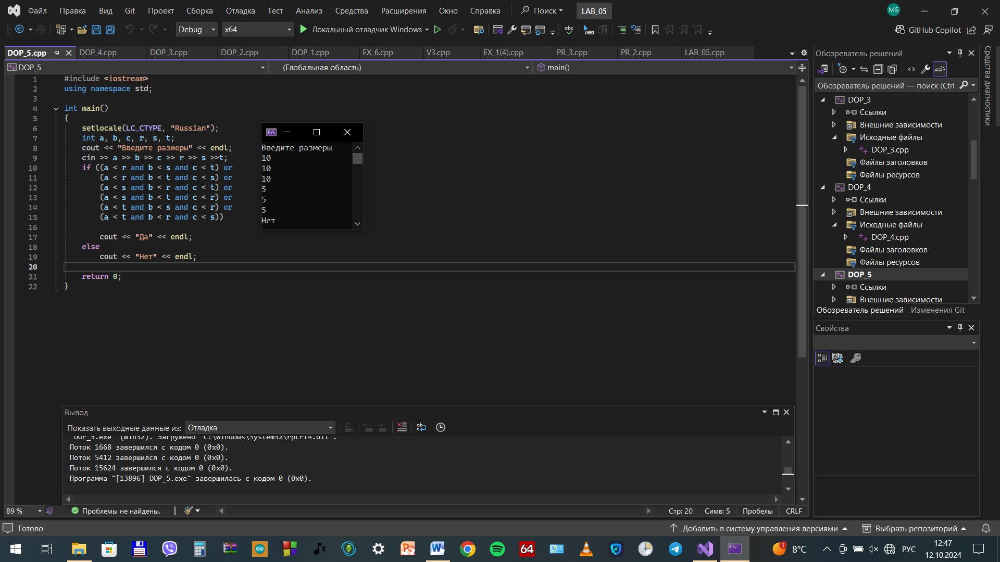 Файл Правка Вид Git Проект Сборка Отладка Тест Анализ Средства Расширения Окно Справка Поиск LAB_05 МБ
Debug x64 Локальный отладчик Windows abc GitHub Copilot
DOP_5.cpp DOP_4.cpp DOP_3.cpp DOP_2.cpp DOP_1.cpp EX_6.cpp V3.cpp EX_1(4).cpp PR_3.cpp PR_2.cpp LAB_05.cpp
DOP_5 (Глобальная область) main()
1 #include <iostream>
2 using namespace std;
3
4 int main()
5 {
6 setlocale(LC_CTYPE, "Russian");
7 int a, b, c, r, s, t;
8 cout << "Введите размеры" << endl;
9 cin >> a >> b >> c >> r >> s >>t;
10 if ((a < r and b < s and c < t) or
11 (a < r and b < t and c < s) or
12 (a < s and b < r and c < t) or
13 (a < s and b < t and c < r) or
14 (a < t and b < s and c < r) or
15 (a < t and b < r and c < s))
16
17 cout << "Да" << endl;
18 else
19 cout << "Нет" << endl;
20
21 return 0;
22 }
C:\
Введите размеры
10
10
10
5
5
5
Нет
Обозреватель решений
Обозреватель решений — поиск (Ctrl
DOP_3
Ссылки
Внешние зависимости
Исходные файлы
DOP_3.cpp
Файлы заголовков
Файлы ресурсов
DOP_4
Ссылки
Внешние зависимости
Исходные файлы
DOP_4.cpp
Файлы заголовков
Файлы ресурсов
DOP_5
Ссылки
Внешние зависимости
Обозреватель решений Изменения Git
Свойства
Средства диагностики
Вывод
Показать выходные данные из: Отладка
"DOP_5.exe" (Win32). Загружено "C:\Windows\System32\rpcrt4.dll".
Поток 1668 завершился с кодом 0 (0x0).
Поток 5412 завершился с кодом 0 (0x0).
Поток 15624 завершился с кодом 0 (0x0).
Программа "[13896] DOP_5.exe" завершилась с кодом 0 (0x0).
89 % Проблемы не найдены. Стр: 20 Симв: 5 Пробелы CRLF
Готово Добавить в систему управления версиями Выбрать репозиторий
64 1 8°C РУС 12:47
12.10.2024